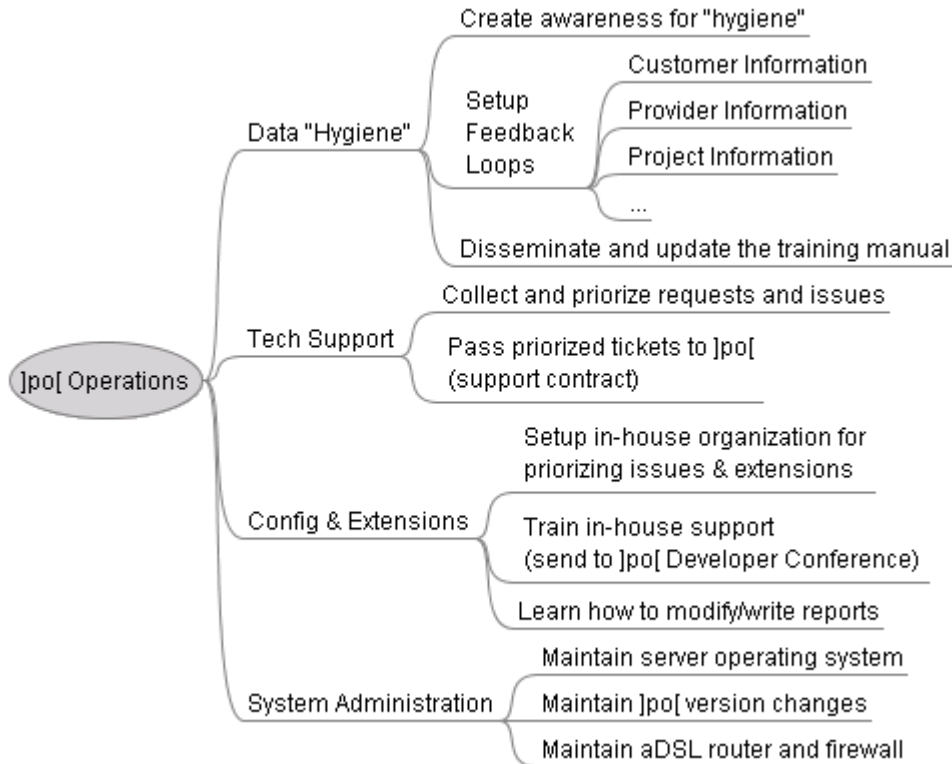 Create awareness for "hygiene"
Customer Information
Setup
Feedback
Loops
Provider Information
Project Information
...
Data "Hygiene"
Disseminate and update the training manual
Collect and priorize requests and issues
Tech Support
Pass priorized tickets to ]po[
(support contract)
]po[ Operations
Setup in-house organization for
priorizing issues & extensions
Config & Extensions
Train in-house support
(send to ]po[ Developer Conference)
Learn how to modify/write reports
Maintain server operating system
System Administration
Maintain ]po[ version changes
Maintain aDSL router and firewall